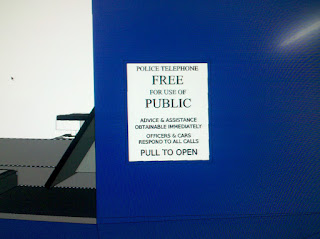 POLICE TELEPHONE
FREE
FOR USE OF
PUBLIC
ADVICE & ASSISTANCE
OBTAINABLE IMMEDIATELY
OFFICERS & CARS
RESPOND TO ALL CALLS
PULL TO OPEN